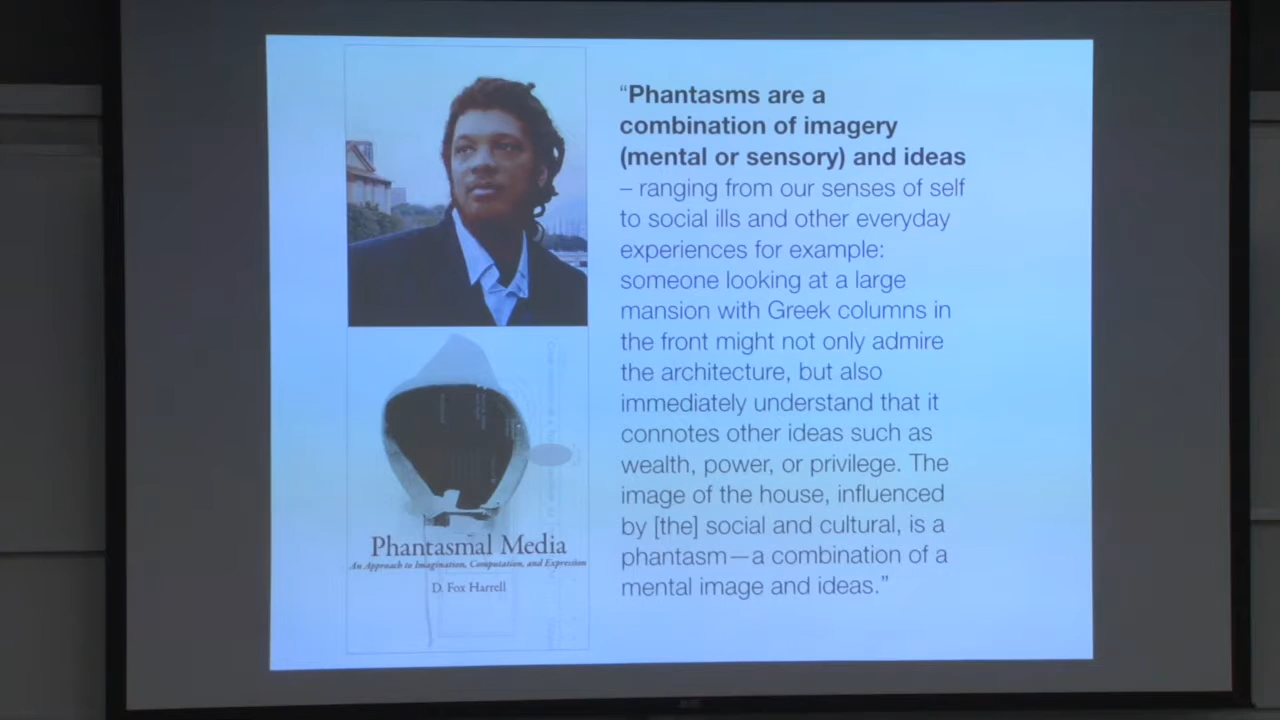 “Phantasms are a
combination of imagery
(mental or sensory) and ideas
– ranging from our senses of self
to social ills and other everyday
experiences for example:
someone looking at a large
mansion with Greek columns in
the front might not only admire
the architecture, but also
immediately understand that it
connotes other ideas such as
wealth, power, or privilege. The
image of the house, influenced
by [the] social and cultural, is a
phantasm—a combination of a
mental image and ideas.”
Phantasmal Media
An Approach to Imagination, Computation, and Expression
D. Fox Harrell